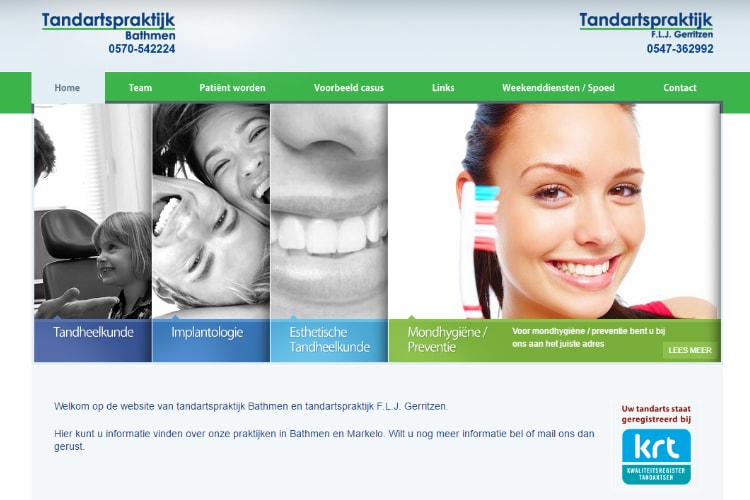 Tandartspraktijk
Bathmen
0570-542224
Tandartspraktijk
F.L.J. Gerritzen
0547-362992
Home Team Patiënt worden Voorbeeld casus Links Weekenddiensten / Spoed Contact
Tandheelkunde
Implantologie
Esthetische
Tandheelkunde
Mondhygiëne /
Preventie
Voor mondhygiëne / preventie bent u bij
ons aan het juiste adres
LEES MEER
Welkom op de website van tandartspraktijk Bathmen en tandartspraktijk F.L.J. Gerritzen.
Hier kunt u informatie vinden over onze praktijken in Bathmen en Markelo. Wilt u nog meer informatie bel of mail ons dan
gerust.
Uw tandarts staat
geregistreerd bij
krt
KWALITEITSREGISTER
TANDARTSEN